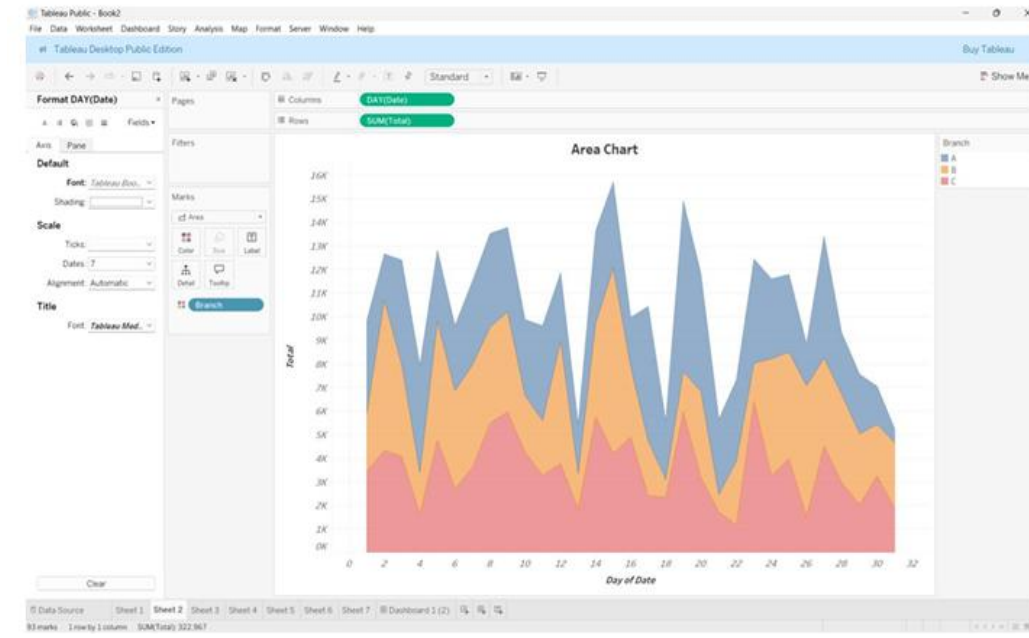 Tableau Public - Book2
File Data Worksheet Dashboard Story Analysis Map Format Server Window Help
Tableau Desktop Public Edition
Buy Tableau
Standard
Show Me
Format DAY(Date)
Fields
Axis Pane
Default
Font: Tableau Boo..
Shading:
Scale
Ticks:
Dates: 7
Alignment: Automatic
Title
Font: Tableau Med..
Clear
Pages
Filters
Marks
Area
Color Size Label
Detail Tooltip
Branch
Columns DAY(Date)
Rows SUM(Total)
Area Chart
Total
16K
15K
14K
13K
12K
11K
10K
9K
8K
7K
6K
5K
4K
3K
2K
1K
0K
0 2 4 6 8 10 12 14 16 18 20 22 24 26 28 30 32
Day of Date
Branch
A
B
C
Data Source Sheet 1 Sheet 2 Sheet 3 Sheet 4 Sheet 5 Sheet 6 Sheet 7 Dashboard 1 (2)
93 marks 1 row by 1 column SUM(Total): 322,967